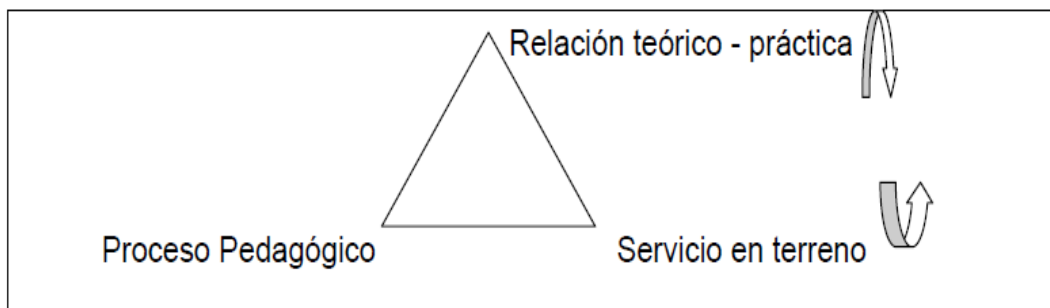 Relación teórico - práctica
Proceso Pedagógico
Servicio en terreno